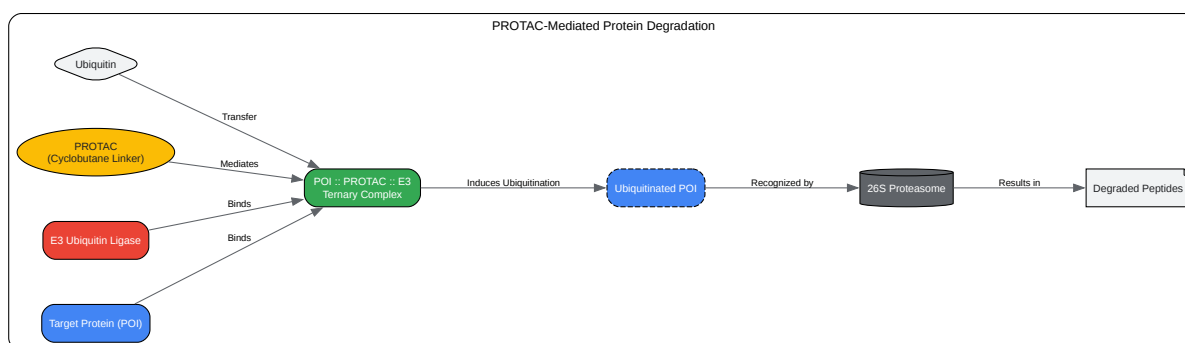 PROTAC-Mediated Protein Degradation
Ubiquitin
Transfer
PROTAC
(Cyclobutane Linker)
Mediates
POI :: PROTAC :: E3
Ternary Complex
Induces Ubiquitination
Ubiquitinated POI
Recognized by
26S Proteasome
Results in
Degraded Peptides
Binds
E3 Ubiquitin Ligase
Binds
Target Protein (POI)